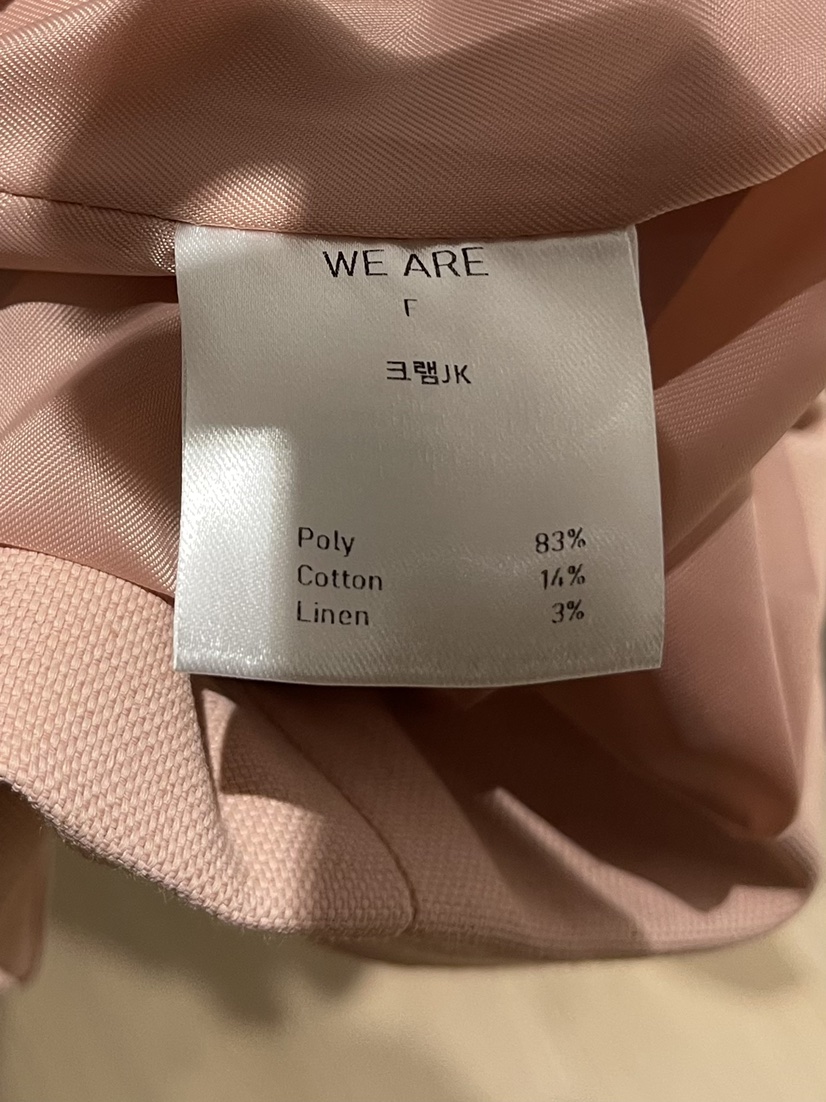 WE ARE
F
크램JK
Poly 83%
Cotton 14%
Linen 3%